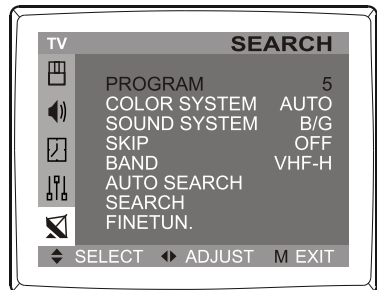 TV SEARCH
PROGRAM 5
COLOR SYSTEM AUTO
SOUND SYSTEM B/G
SKIP OFF
BAND VHF-H
AUTO SEARCH
SEARCH
FINETUN.
SELECT ADJUST M EXIT